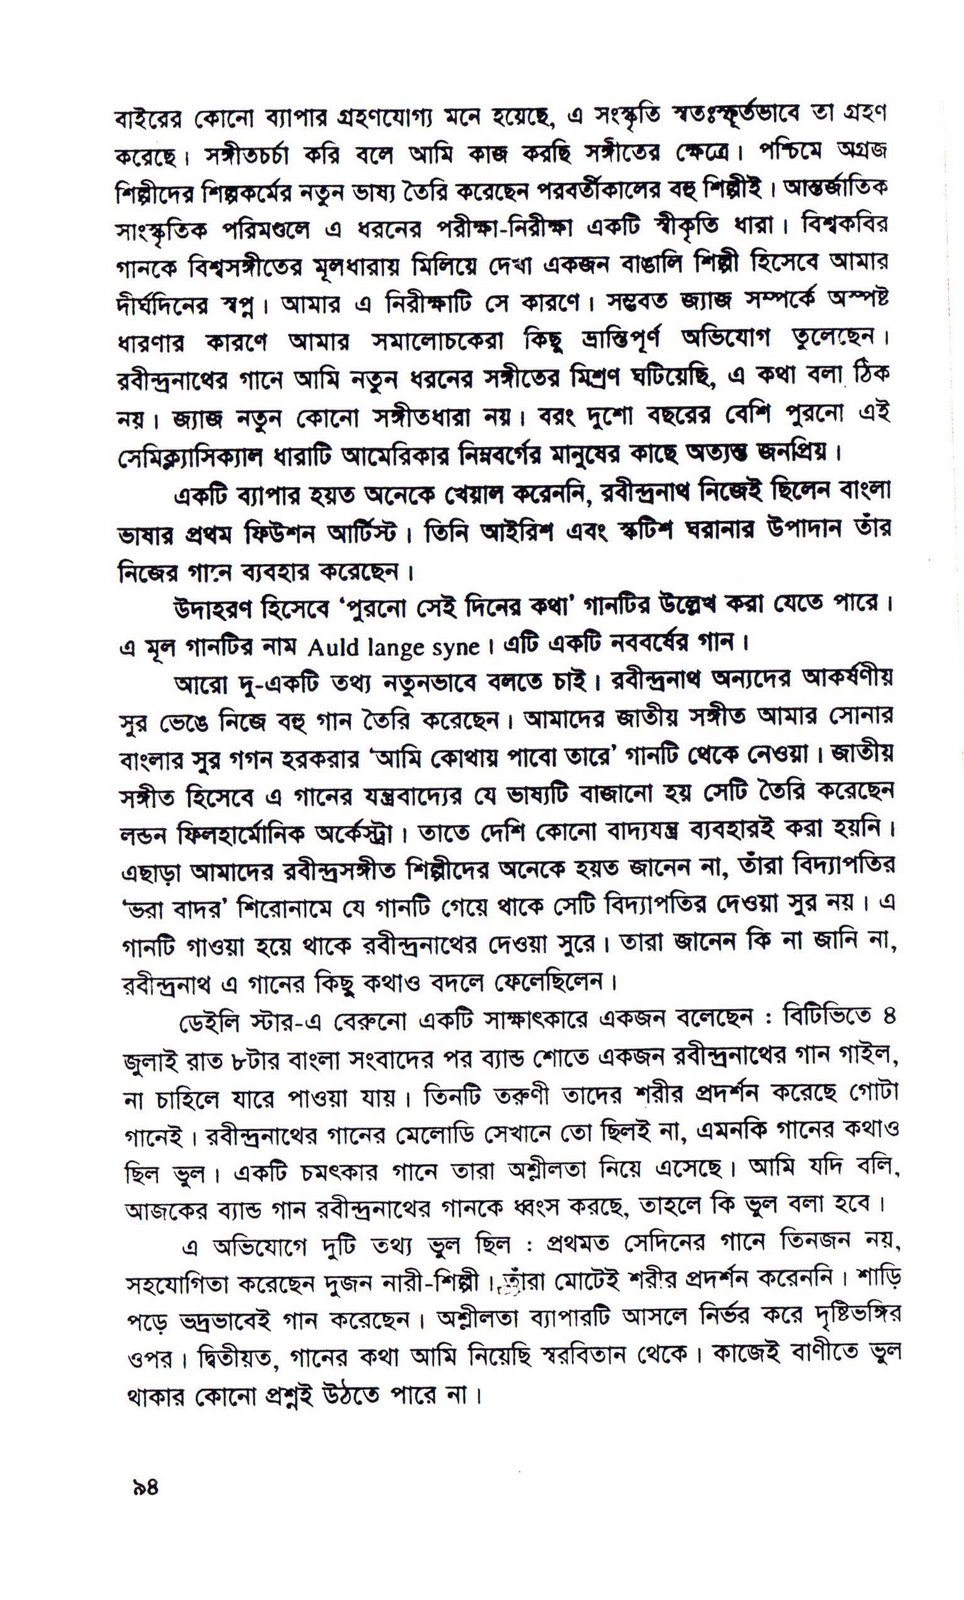 বাইরের কোনো ব্যাপার গ্রহণযোগ্য মনে হয়েছে, এ সংস্কৃতি স্বতঃস্ফূর্তভাবে তা গ্রহণ
করেছে। সঙ্গীতচর্চা করি বলে আমি কাজ করছি সঙ্গীতের ক্ষেত্রে। পশ্চিমে অগ্রজ
শিল্পীদের শিল্পকর্মের নতুন ভাষ্য তৈরি করেছেন পরবর্তীকালের বহু শিল্পীই। আন্তর্জাতিক
সাংস্কৃতিক পরিমণ্ডলে এ ধরনের পরীক্ষা-নিরীক্ষা একটি স্বীকৃতি ধারা। বিশ্বকবির
গানকে বিশ্বসঙ্গীতের মূলধারায় মিলিয়ে দেখা একজন বাঙালি শিল্পী হিসেবে আমার
দীর্ঘদিনের স্বপ্ন। আমার এ নিরীক্ষাটি সে কারণে। সম্ভবত জ্যাজ সম্পর্কে অস্পষ্ট
ধারণার কারণে আমার সমালোচকেরা কিছু ভ্রান্তিপূর্ণ অভিযোগ তুলেছেন।
রবীন্দ্রনাথের গানে আমি নতুন ধরনের সঙ্গীতের মিশ্রণ ঘটিয়েছি, এ কথা বলা ঠিক
নয়। জ্যাজ নতুন কোনো সঙ্গীতধারা নয়। বরং দুশো বছরের বেশি পুরনো এই
সেমিক্ল্যাসিক্যাল ধারাটি আমেরিকার নিম্নবর্গের মানুষের কাছে অত্যন্ত জনপ্রিয়।
একটি ব্যাপার হয়ত অনেকে খেয়াল করেননি, রবীন্দ্রনাথ নিজেই ছিলেন বাংলা
ভাষার প্রথম ফিউশন আর্টিস্ট। তিনি আইরিশ এবং স্কটিশ ঘরানার উপাদান তাঁর
নিজের গানে ব্যবহার করেছেন।
উদাহরণ হিসেবে ‘পুরনো সেই দিনের কথা’ গানটির উল্লেখ করা যেতে পারে।
এ মূল গানটির নাম Auld lange syne। এটি একটি নববর্ষের গান।
আরো দু-একটি তথ্য নতুনভাবে বলতে চাই। রবীন্দ্রনাথ অন্যদের আকর্ষণীয়
সুর ভেঙে নিজে বহু গান তৈরি করেছেন। আমাদের জাতীয় সঙ্গীত আমার সোনার
বাংলার সুর গগন হরকরার ‘আমি কোথায় পাবো তারে’ গানটি থেকে নেওয়া। জাতীয়
সঙ্গীত হিসেবে এ গানের যন্ত্রবাদ্যের যে ভাষ্যটি বাজানো হয় সেটি তৈরি করেছেন
লন্ডন ফিলহার্মোনিক অর্কেস্ট্রা। তাতে দেশি কোনো বাদ্যযন্ত্র ব্যবহারই করা হয়নি।
এছাড়া আমাদের রবীন্দ্রসঙ্গীত শিল্পীদের অনেকে হয়ত জানেন না, তাঁরা বিদ্যাপতির
‘ভরা বাদর’ শিরোনামে যে গানটি গেয়ে থাকে সেটি বিদ্যাপতির দেওয়া সুর নয়। এ
গানটি গাওয়া হয়ে থাকে রবীন্দ্রনাথের দেওয়া সুরে। তারা জানেন কি না জানি না,
রবীন্দ্রনাথ এ গানের কিছু কথাও বদলে ফেলেছিলেন।
ডেইলি স্টার-এ বেরুনো একটি সাক্ষাৎকারে একজন বলেছেন : বিটিভিতে ৪
জুলাই রাত ৮টার বাংলা সংবাদের পর ব্যান্ড শোতে একজন রবীন্দ্রনাথের গান গাইল,
না চাহিলে যারে পাওয়া যায়। তিনটি তরুণী তাদের শরীর প্রদর্শন করেছে গোটা
গানেই। রবীন্দ্রনাথের গানের মেলোডি সেখানে তো ছিলই না, এমনকি গানের কথাও
ছিল ভুল। একটি চমৎকার গানে তারা অশ্লীলতা নিয়ে এসেছে। আমি যদি বলি,
আজকের ব্যান্ড গান রবীন্দ্রনাথের গানকে ধ্বংস করছে, তাহলে কি ভুল বলা হবে।
এ অভিযোগে দুটি তথ্য ভুল ছিল : প্রথমত সেদিনের গানে তিনজন নয়,
সহযোগিতা করেছেন দুজন নারী-শিল্পী। তাঁরা মোটেই শরীর প্রদর্শন করেননি। শাড়ি
পড়ে ভদ্রভাবেই গান করেছেন। অশ্লীলতা ব্যাপারটি আসলে নির্ভর করে দৃষ্টিভঙ্গির
ওপর। দ্বিতীয়ত, গানের কথা আমি নিয়েছি স্বরবিতান থেকে। কাজেই বাণীতে ভুল
থাকার কোনো প্রশ্নই উঠতে পারে না।
৯৪